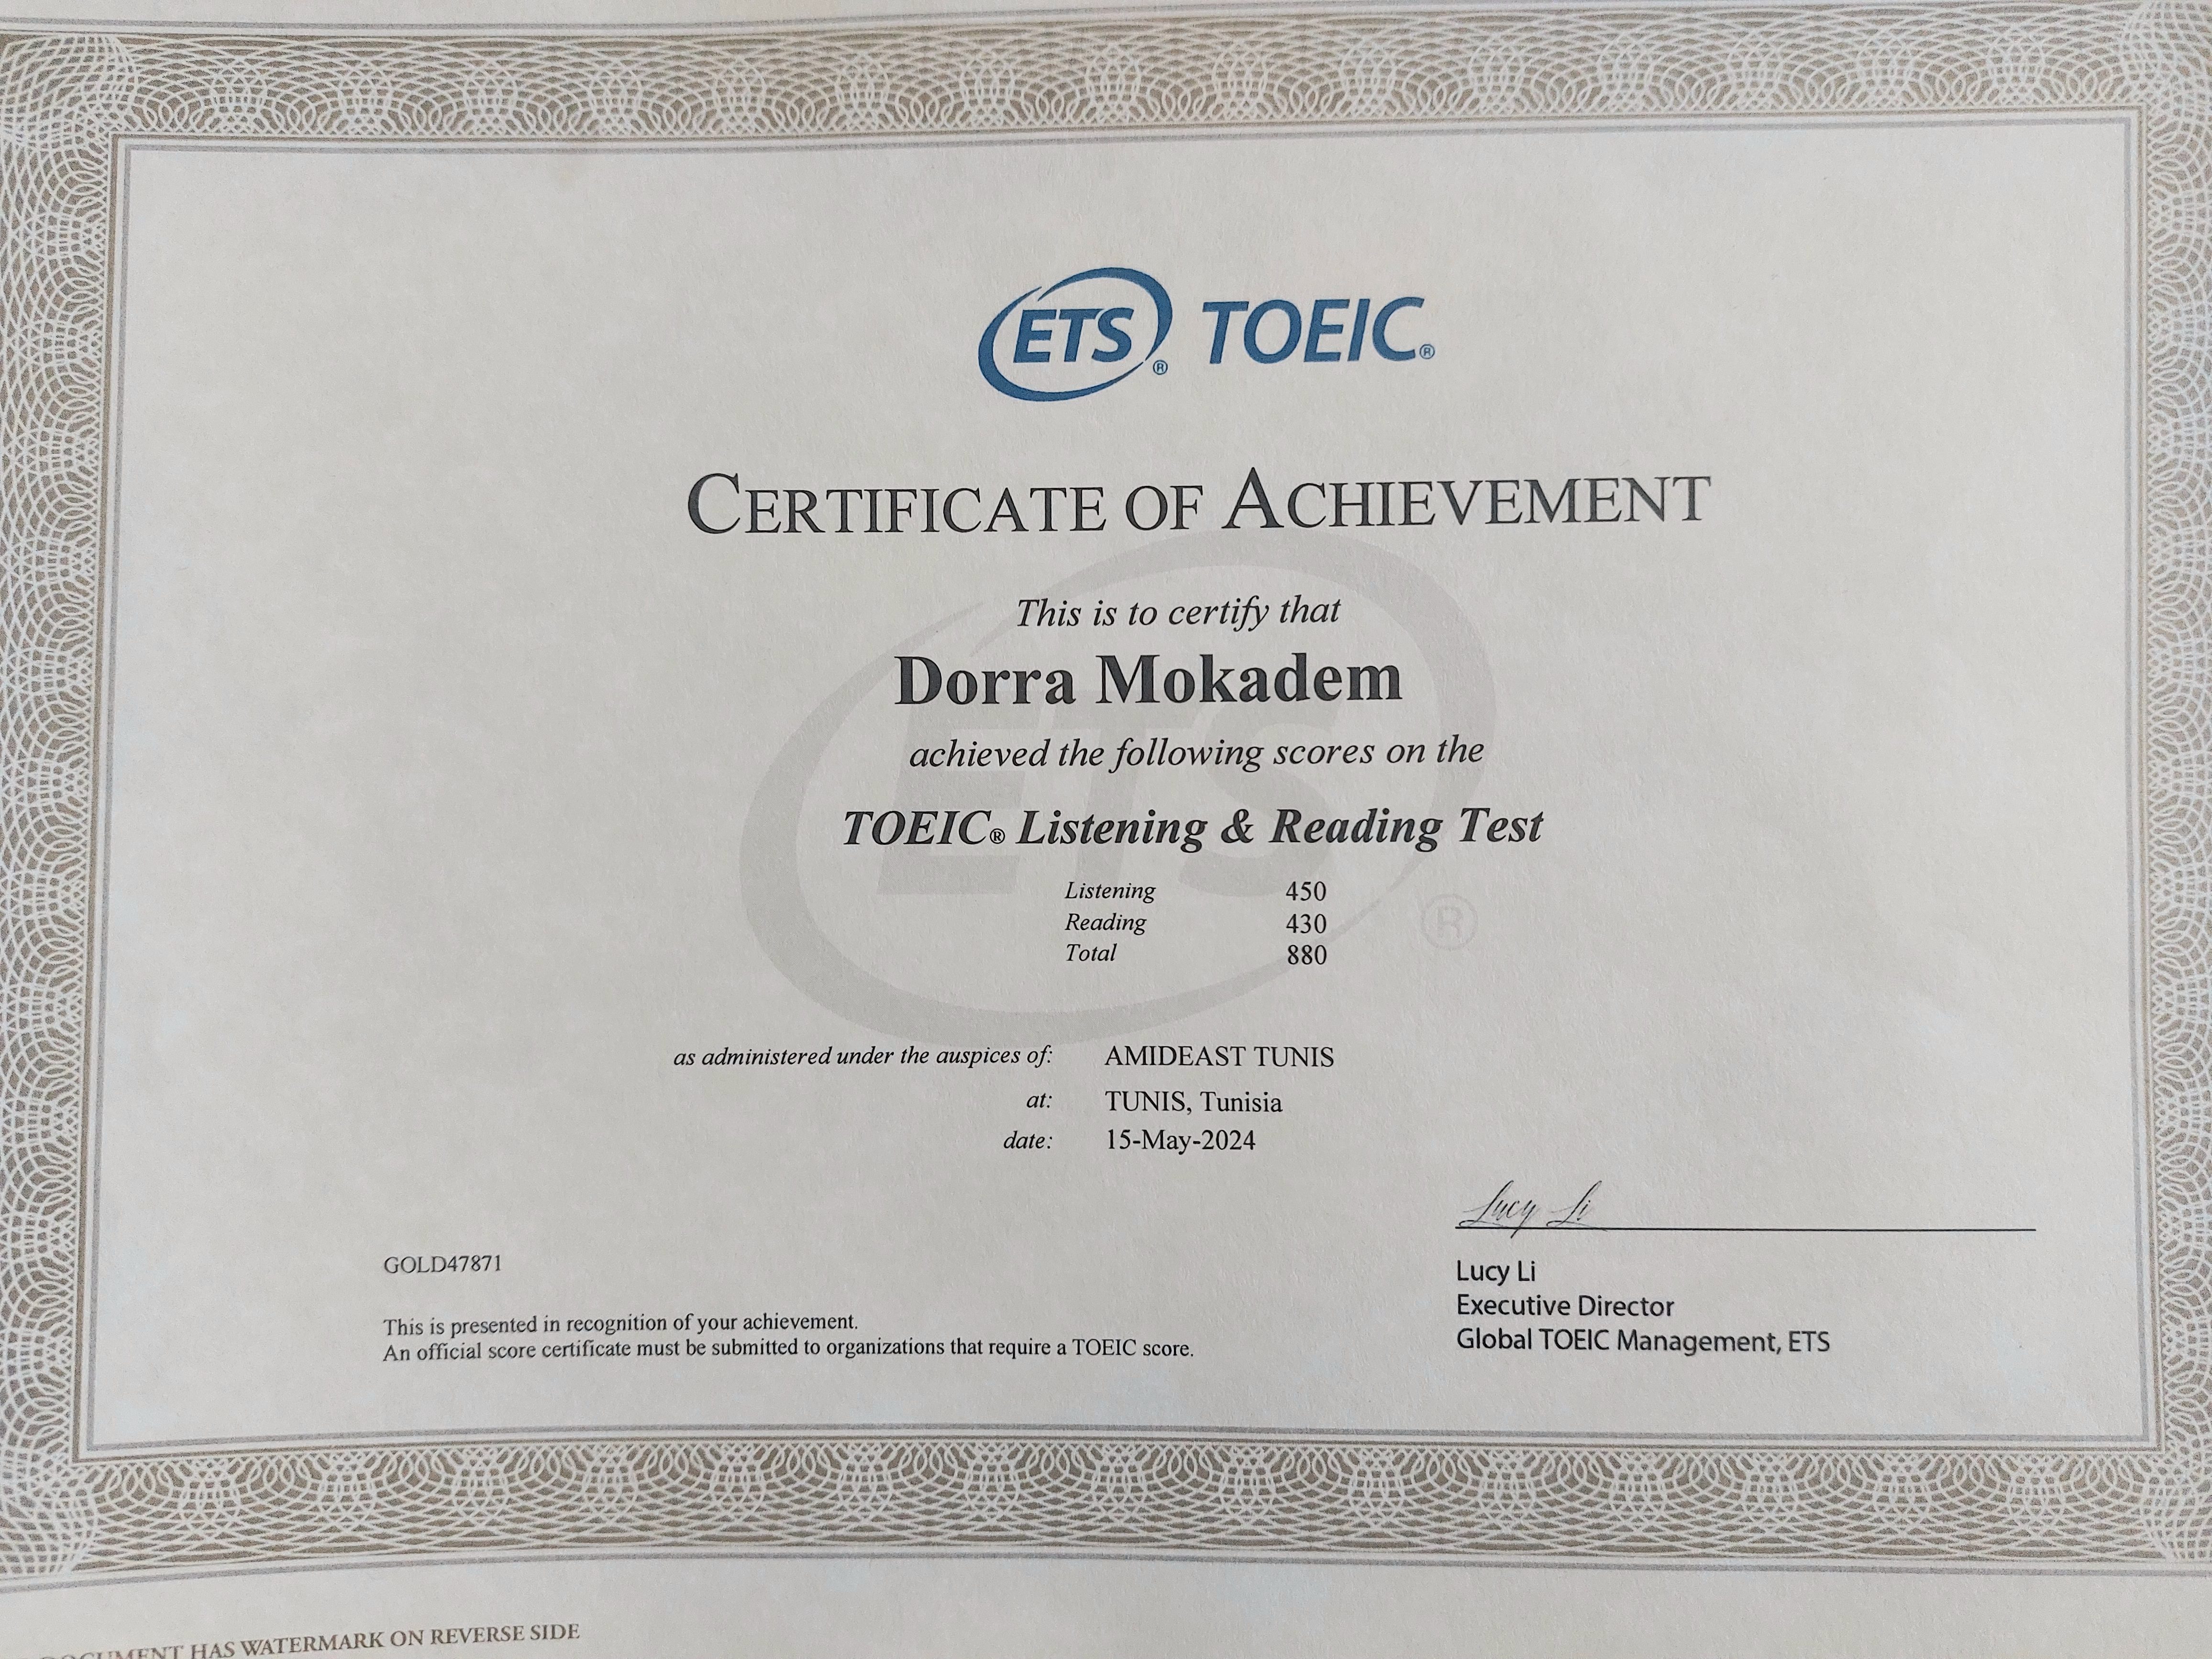 ETS® TOEIC®
CERTIFICATE OF ACHIEVEMENT
This is to certify that
Dorra Mokadem
achieved the following scores on the
TOEIC® Listening & Reading Test
Listening 450
Reading 430
Total 880
ETS®
as administered under the auspices of: AMIDEAST TUNIS
at: TUNIS, Tunisia
date: 15-May-2024
Lucy Li
GOLD47871
This is presented in recognition of your achievement.
An official score certificate must be submitted to organizations that require a TOEIC score.
Lucy Li
Executive Director
Global TOEIC Management, ETS
DOCUMENT HAS WATERMARK ON REVERSE SIDE